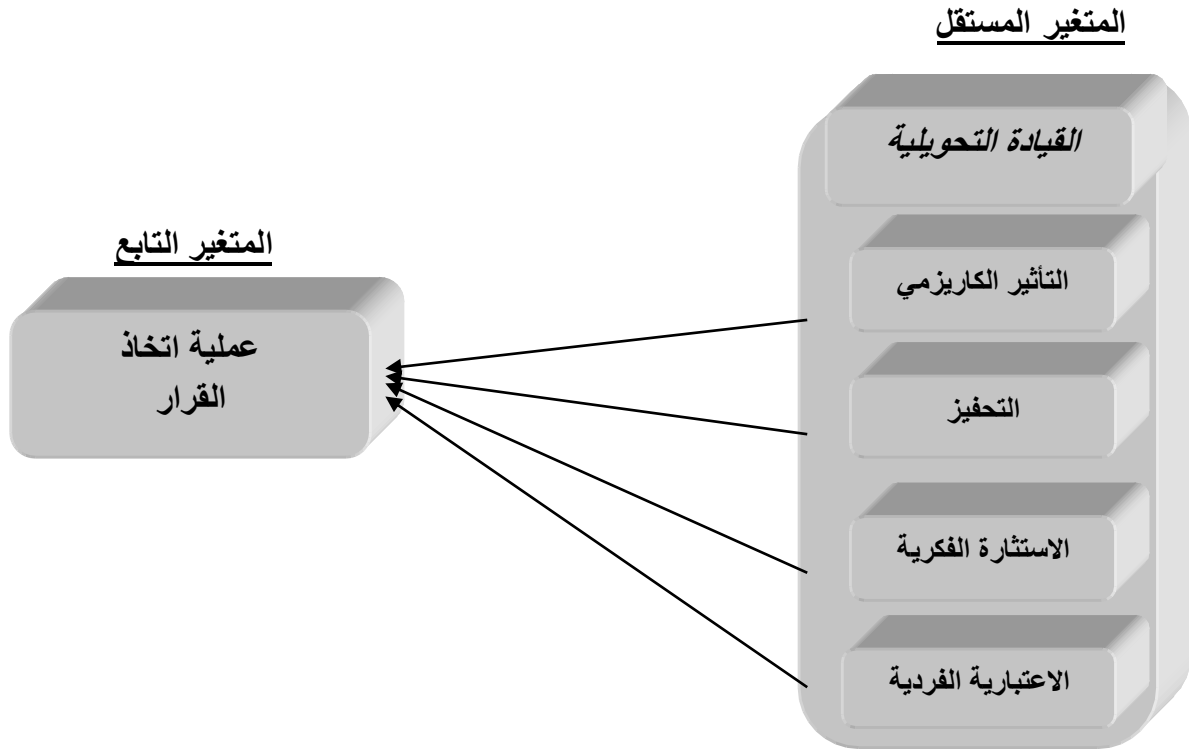 المتغير المستقل
القيادة التحويلية
التأثير الكاريزمي
التحفيز
الاستثارة الفكرية
الاعتبارية الفردية
المتغير التابع
عملية اتخاذ
القرار